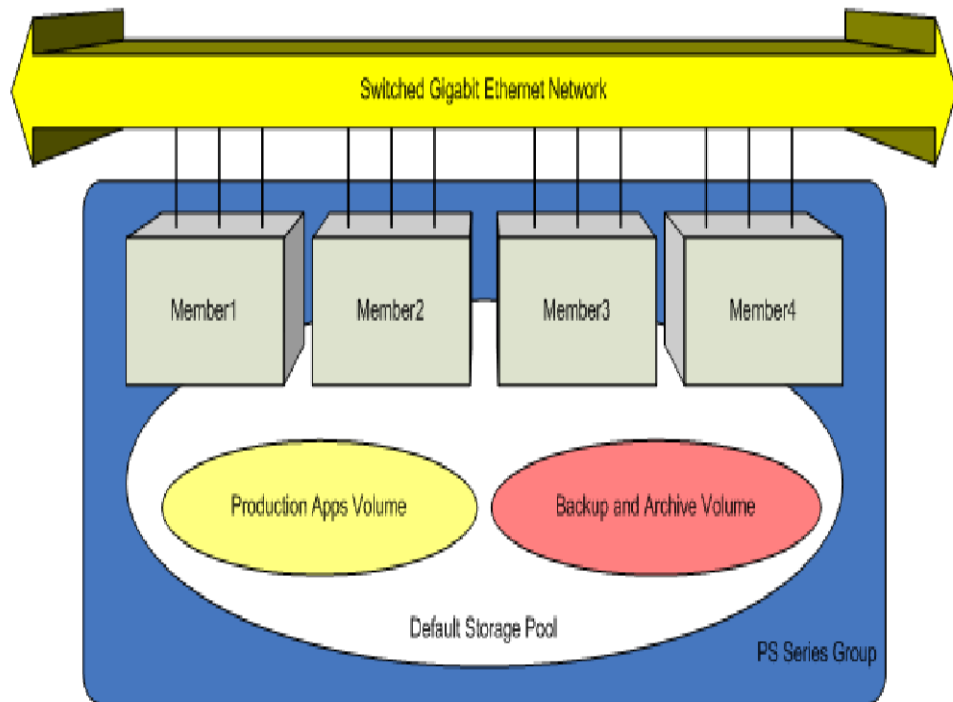 Switched Gigabit Ethernet Network
Member1
Member2
Member3
Member4
Production Apps Volume
Backup and Archive Volume
Default Storage Pool
PS Series Group